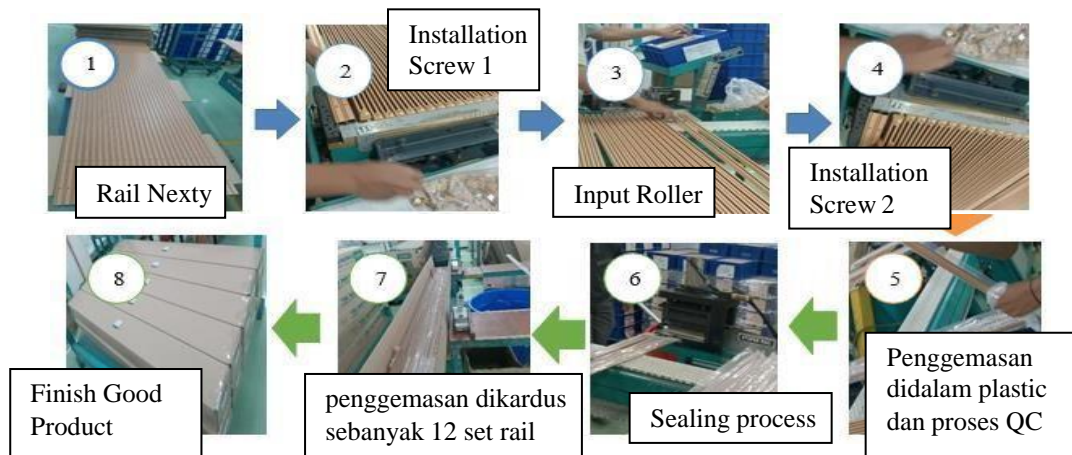 1
Rail Nexty
2
Installation
Screw 1
3
Input Roller
4
Installation
Screw 2
5
Penggemasan
didalam plastic
dan proses QC
6
Sealing process
7
penggemasan dikardus
sebanyak 12 set rail
8
Finish Good
Product